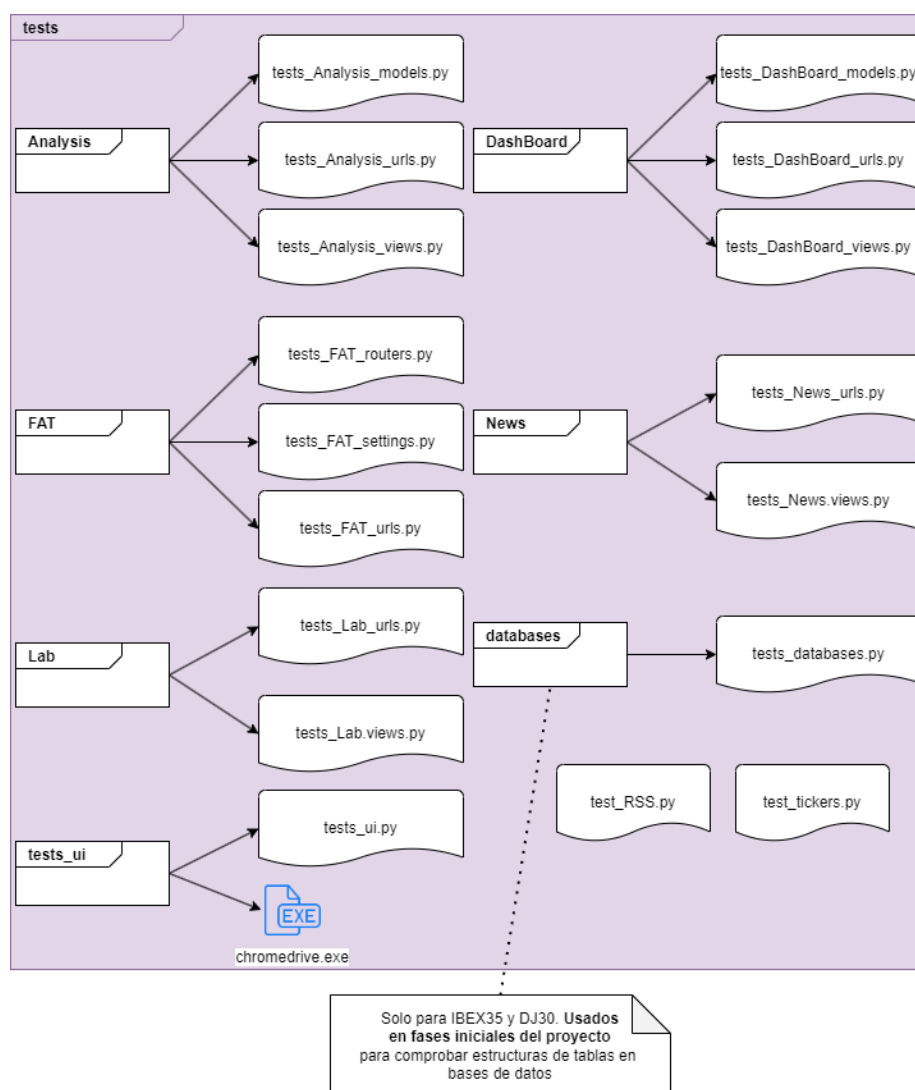 tests
Analysis
tests_Analysis_models.py
tests_Analysis_urls.py
tests_Analysis_views.py
DashBoard
tests_DashBoard_models.py
tests_DashBoard_urls.py
tests_DashBoard_views.py
FAT
tests_FAT_routers.py
tests_FAT_settings.py
tests_FAT_urls.py
News
tests_News_urls.py
tests_News.views.py
Lab
tests_Lab_urls.py
tests_Lab.views.py
databases
tests_databases.py
test_RSS.py
test_tickers.py
tests_ui
tests_ui.py
EXE
chromedrive.exe
Solo para IBEX35 y DJ30. Usados
en fases iniciales del proyecto
para comprobar estructuras de tablas en
bases de datos